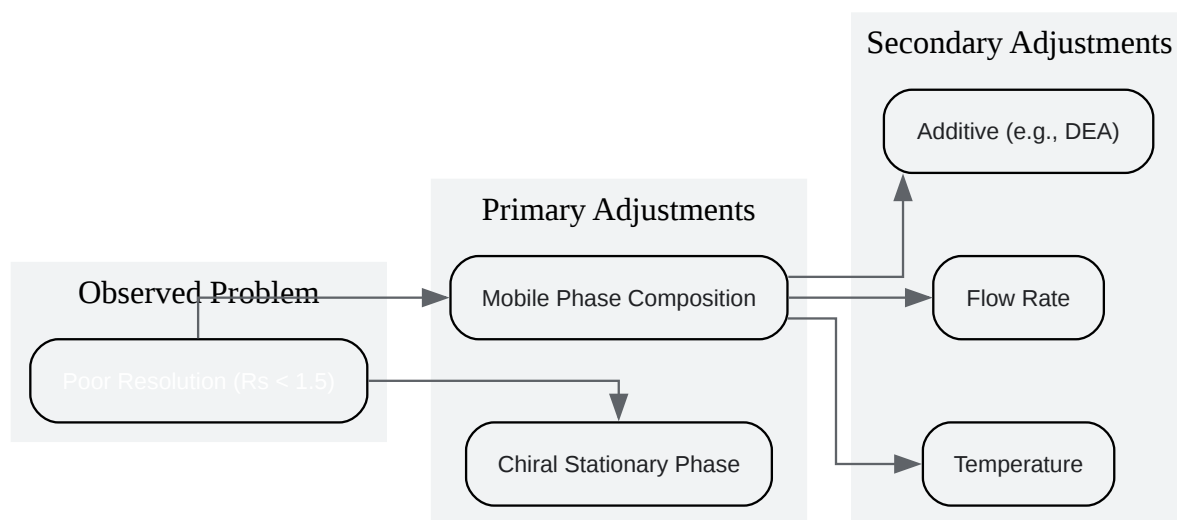 Observed Problem
Poor Resolution (Rs < 1.5)
Primary Adjustments
Mobile Phase Composition
Chiral Stationary Phase
Secondary Adjustments
Additive (e.g., DEA)
Flow Rate
Temperature